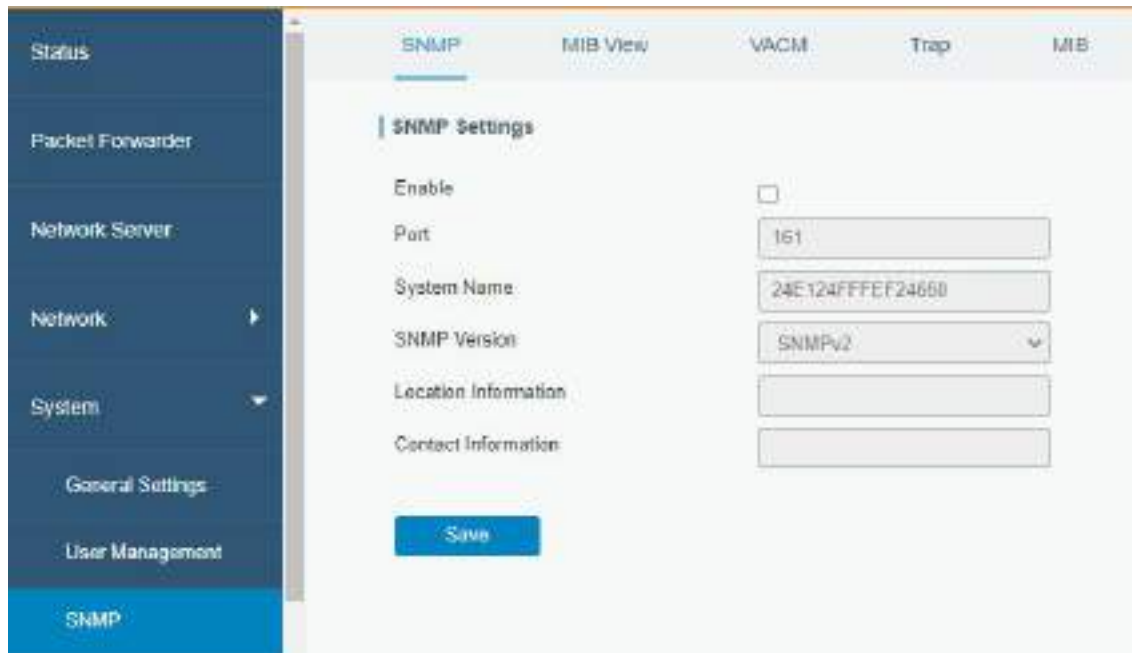 Status
Packet Forwarder
Network Server
Network
System
General Settings
User Management
SNMP
SNMP MIB View VACM Trap MIB
SNMP Settings
Enable
Port 161
System Name 24E124FFFEF24650
SNMP Version SNMPv2
Location Information
Contact Information
Save